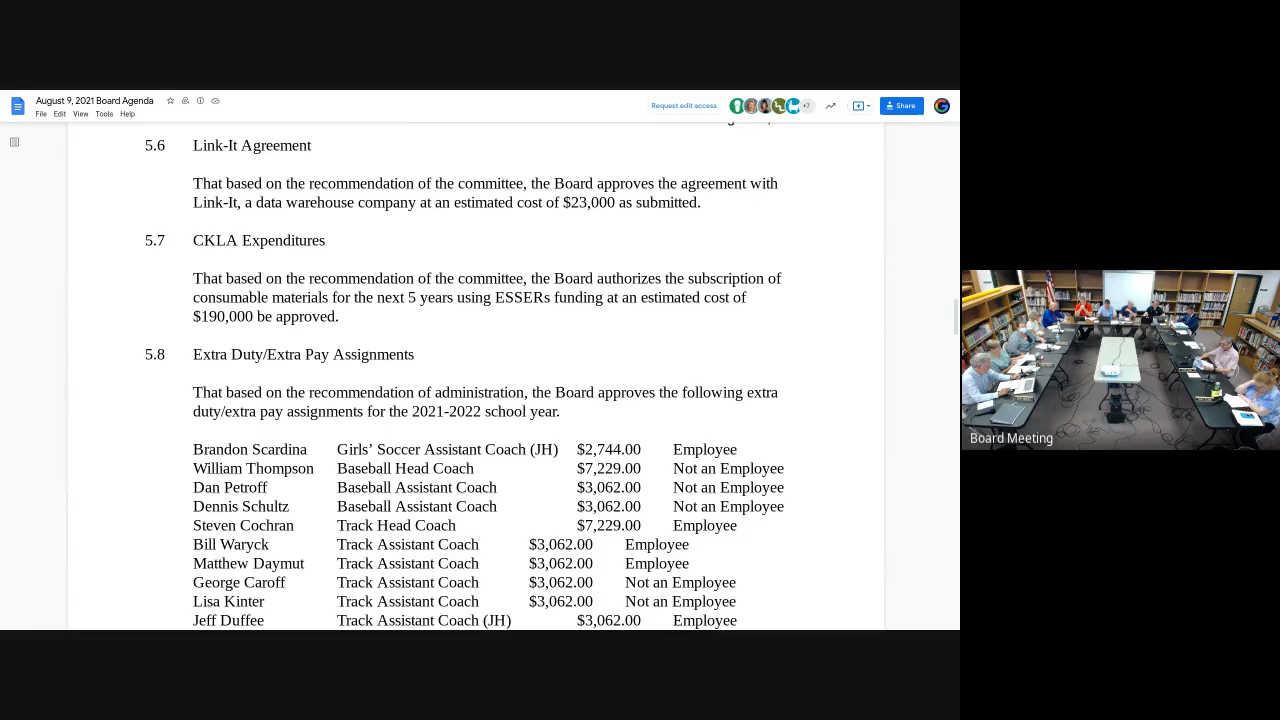 August 9, 2021 Board Agenda
File Edit View Tools Help
Request edit access
+7
Share
5.6 Link-It Agreement
That based on the recommendation of the committee, the Board approves the agreement with
Link-It, a data warehouse company at an estimated cost of $23,000 as submitted.
5.7 CKLA Expenditures
That based on the recommendation of the committee, the Board authorizes the subscription of
consumable materials for the next 5 years using ESSERs funding at an estimated cost of
$190,000 be approved.
5.8 Extra Duty/Extra Pay Assignments
That based on the recommendation of administration, the Board approves the following extra
duty/extra pay assignments for the 2021-2022 school year.
Brandon Scardina Girls’ Soccer Assistant Coach (JH) $2,744.00 Employee
William Thompson Baseball Head Coach $7,229.00 Not an Employee
Dan Petroff Baseball Assistant Coach $3,062.00 Not an Employee
Dennis Schultz Baseball Assistant Coach $3,062.00 Not an Employee
Steven Cochran Track Head Coach $7,229.00 Employee
Bill Waryck Track Assistant Coach $3,062.00 Employee
Matthew Daymut Track Assistant Coach $3,062.00 Employee
George Caroff Track Assistant Coach $3,062.00 Not an Employee
Lisa Kinter Track Assistant Coach $3,062.00 Not an Employee
Jeff Duffee Track Assistant Coach (JH) $3,062.00 Employee
Board Meeting